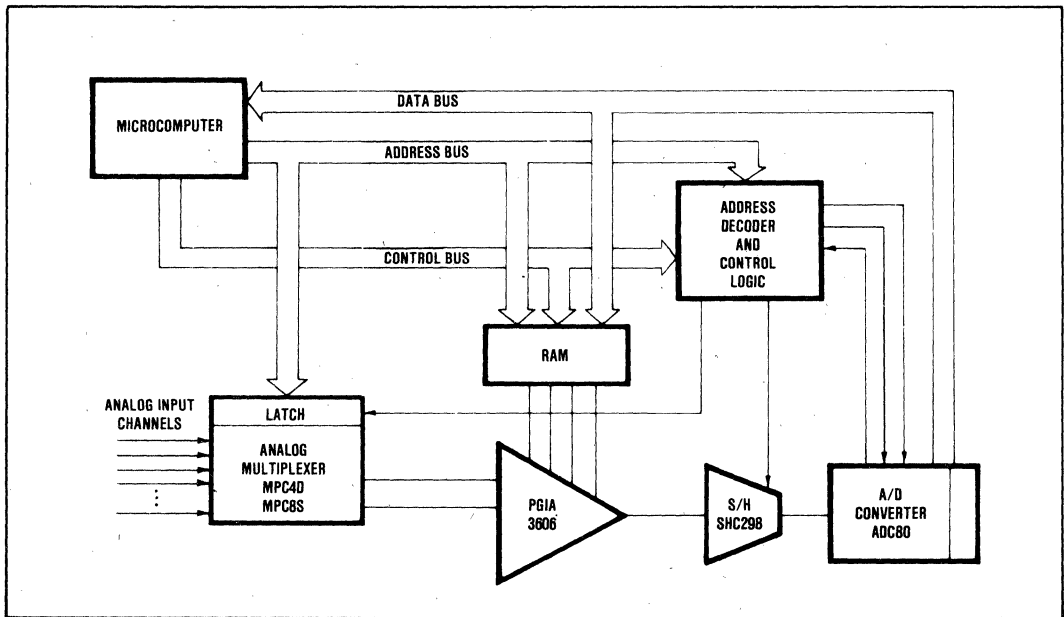 DATA BUS
MICROCOMPUTER
ADDRESS BUS
ADDRESS
DECODER
AND
CONTROL
LOGIC
CONTROL BUS
RAM
ANALOG INPUT
CHANNELS
LATCH
ANALOG
MULTIPLEXER
MPC4D
MPC8S
PGIA
3606
S/H
SHC298
A/D
CONVERTER
ADC80